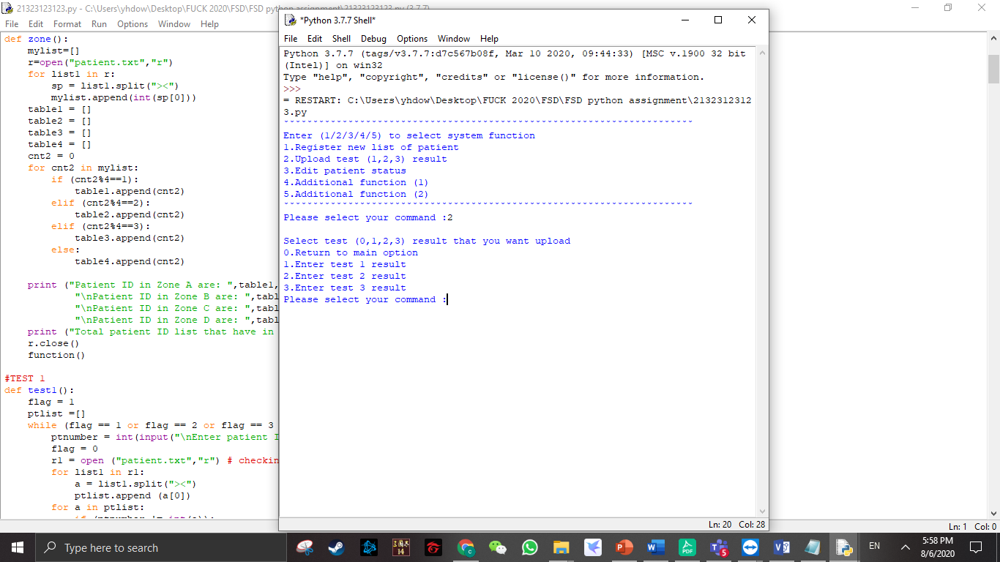 21323123123.py - C:\Users\yhdow\Desktop\FUCK 2020\FSD\FSD python assignment\21323123123.py (3.7.7)
File Edit Format Run Options Window Help
def zone():
    mylist=[]
    r=open("patient.txt","r")
    for list1 in r:
        sp = list1.split("><")
        mylist.append(int(sp[0]))
    table1 = []
    table2 = []
    table3 = []
    table4 = []
    cnt2 = 0
    for cnt2 in mylist:
        if (cnt2%4==1):
            table1.append(cnt2)
        elif (cnt2%4==2):
            table2.append(cnt2)
        elif (cnt2%4==3):
            table3.append(cnt2)
        else:
            table4.append(cnt2)

    print ("Patient ID in Zone A are: ",table1,
            "\nPatient ID in Zone B are: ",tabl
            "\nPatient ID in Zone C are: ",tabl
            "\nPatient ID in Zone D are: ",tabl
    print ("Total patient ID list that have in
    r.close()
    function()

#TEST 1
def test1():
    flag = 1
    ptlist =[]
    while (flag == 1 or flag == 2 or flag == 3
        ptnumber = int(input("\nEnter patient I
        flag = 0
        r1 = open ("patient.txt","r") # checkin
        for list1 in r1:
            a = list1.split("><")
            ptlist.append (a[0])
        for a in ptlist:
            if (ptnumber != int(a)):
*Python 3.7.7 Shell*
File Edit Shell Debug Options Window Help
Python 3.7.7 (tags/v3.7.7:d7c567b08f, Mar 10 2020, 09:44:33) [MSC v.1900 32 bit
(Intel)] on win32
Type "help", "copyright", "credits" or "license()" for more information.
>>>
= RESTART: C:\Users\yhdow\Desktop\FUCK 2020\FSD\FSD python assignment\2132312312
3.py
Enter (1/2/3/4/5) to select system function
1.Register new list of patient
2.Upload test (1,2,3) result
3.Edit patient status
4.Additional function (1)
5.Additional function (2)
Please select your command :2

Select test (0,1,2,3) result that you want upload
0.Return to main option
1.Enter test 1 result
2.Enter test 2 result
3.Enter test 3 result
Please select your command :
Ln: 20 Col: 28
Ln: 1 Col: 0
Type here to search
14
EN
5:58 PM
8/6/2020